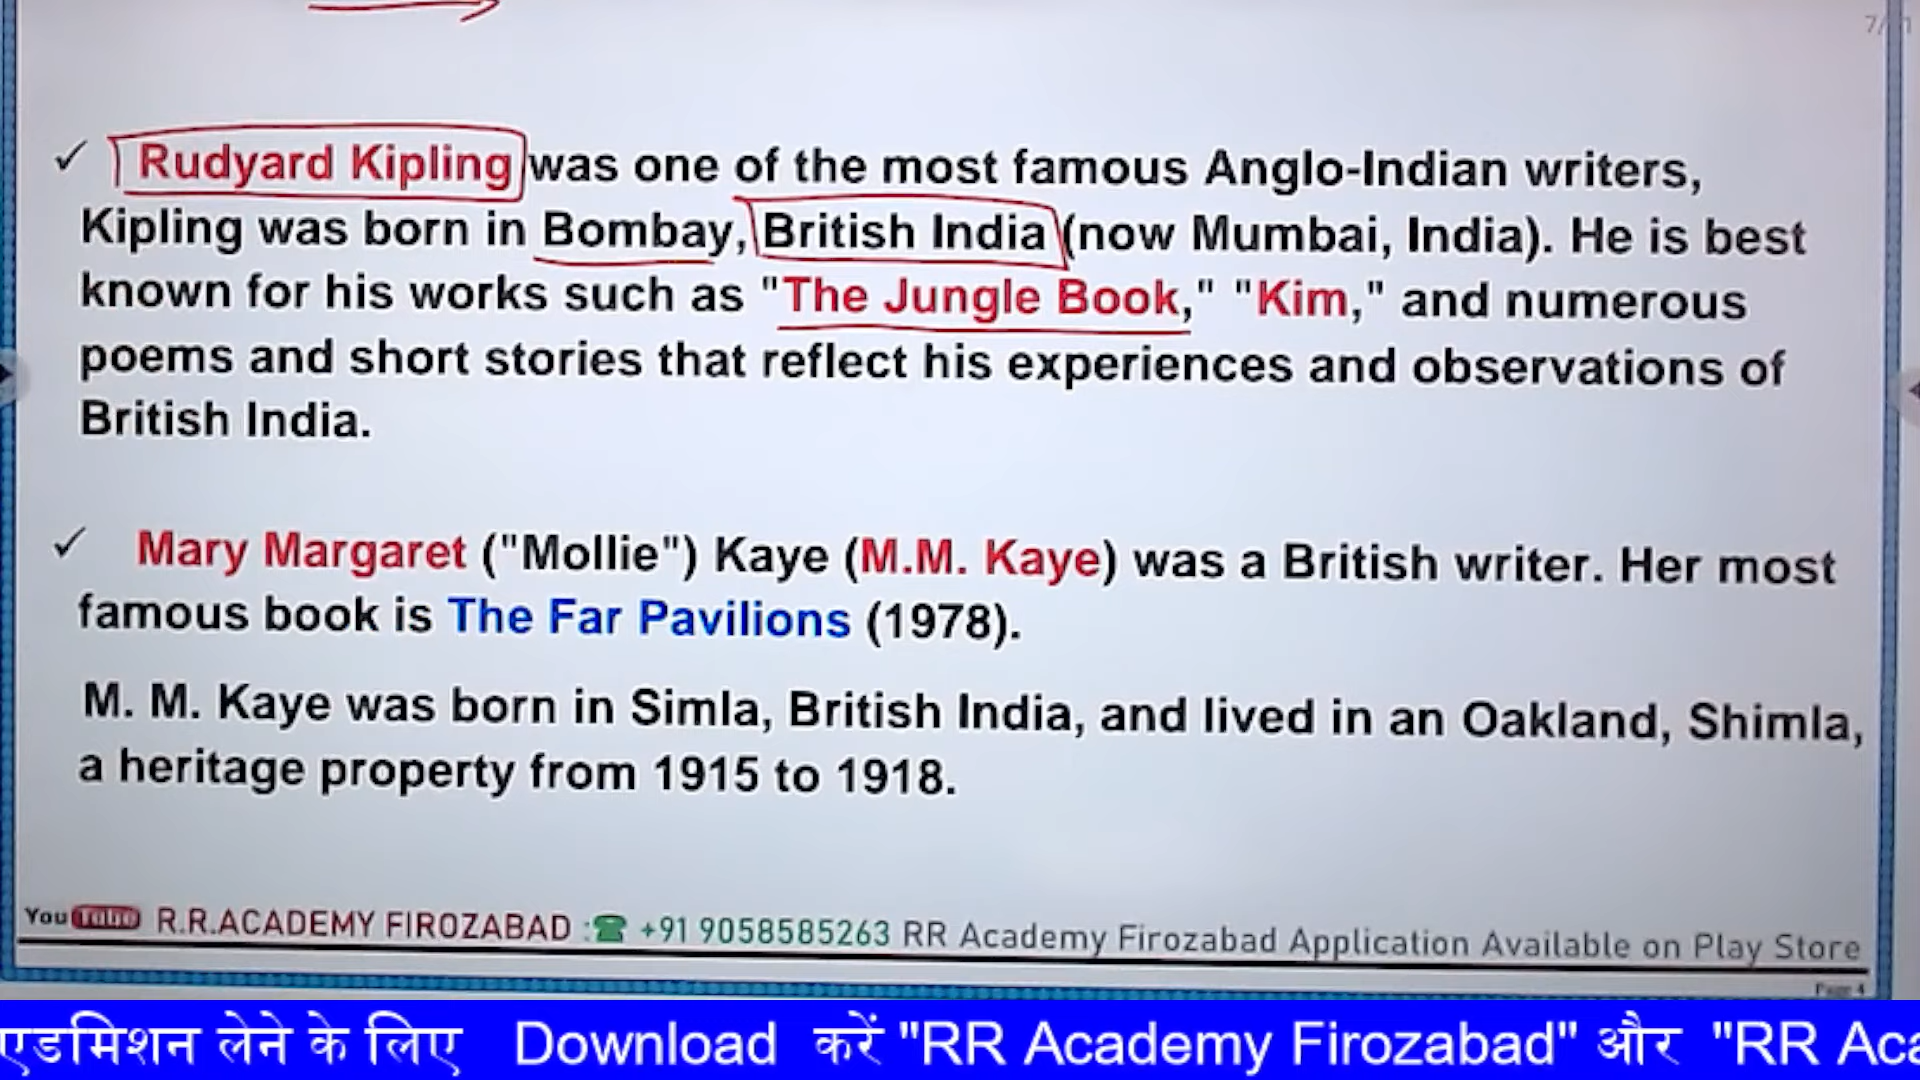 ✓ Rudyard Kipling was one of the most famous Anglo-Indian writers,
Kipling was born in Bombay, British India (now Mumbai, India). He is best
known for his works such as "The Jungle Book," "Kim," and numerous
poems and short stories that reflect his experiences and observations of
British India.
✓ Mary Margaret ("Mollie") Kaye (M.M. Kaye) was a British writer. Her most
famous book is The Far Pavilions (1978).
M. M. Kaye was born in Simla, British India, and lived in an Oakland, Shimla,
a heritage property from 1915 to 1918.
YouTube R.R.ACADEMY FIROZABAD :☎ +91 9058585263 RR Academy Firozabad Application Available on Play Store
Page 4
एडमिशन लेने के लिए Download करें "RR Academy Firozabad" और "RR Aca